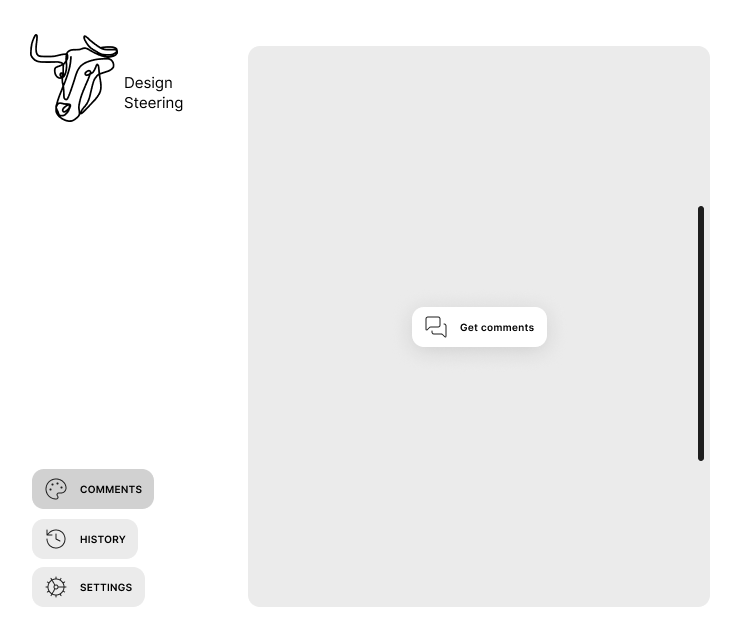 Design
Steering
Get comments
COMMENTS
HISTORY
SETTINGS